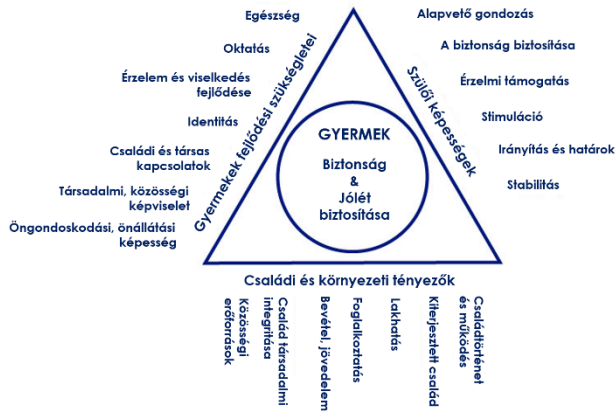 Egészség
Oktatás
Érzelem és viselkedés
fejlődése
Identitás
Családi és társas
kapcsolatok
Társadalmi, közösségi
képviselet
Öngondoskodási, önállátási
képesség
Gyermekek fejlődési szükségletei
GYERMEK
Biztonság
&
Jólét
biztosítása
Szülői képességek
Alapvető gondozás
A biztonság biztosítása
Érzelmi támogatás
Stimuláció
Irányítás és határok
Stabilitás
Családi és környezeti tényezők
Közösségi
erőforrások
Család társadalmi
integritása
Bevétel, jövedelem
Foglalkoztatás
Lakhatás
Kiterjesztett család
Családtörténet
és működés